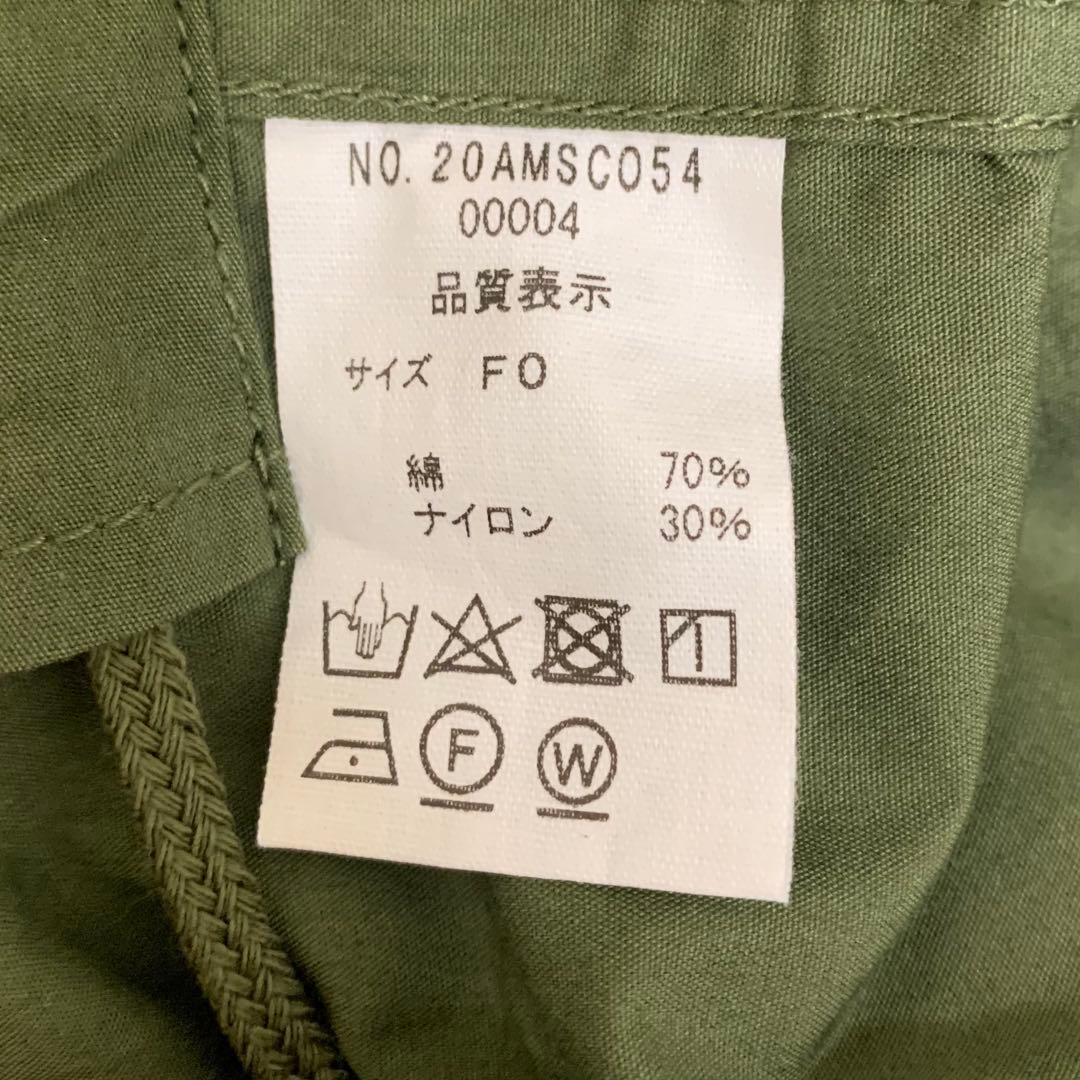 NO. 20AMSC054
00004
品質表示
サイズ FO
綿 70%
ナイロン 30%
F W